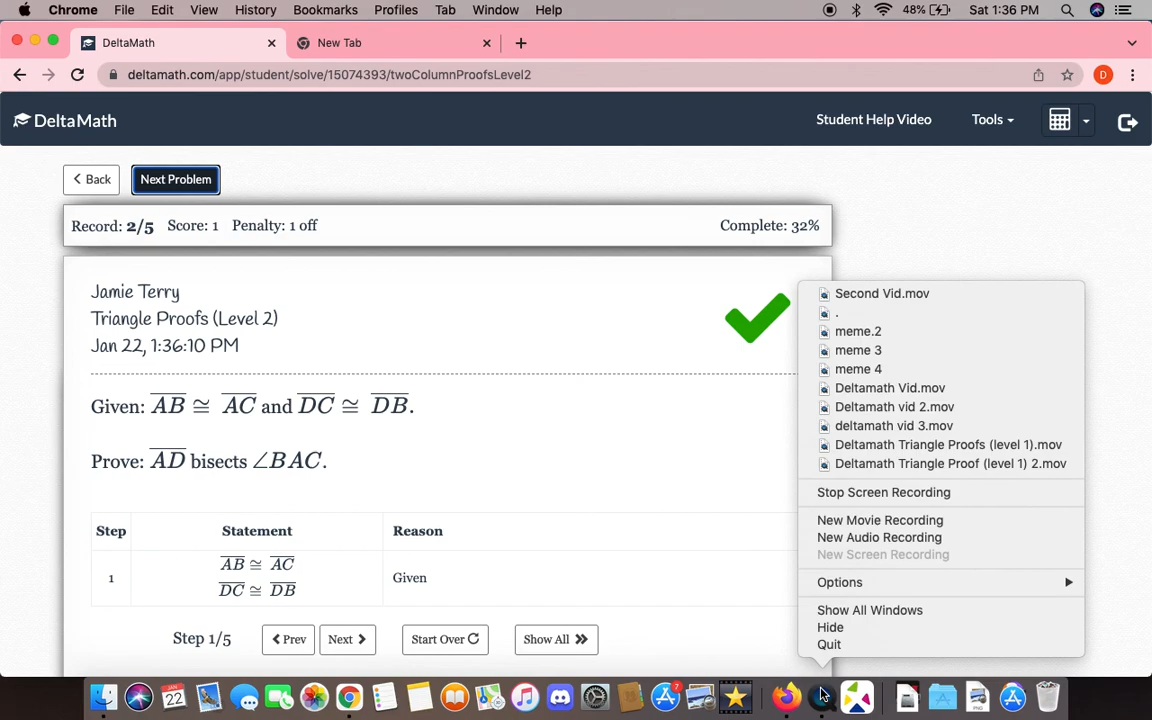 Chrome File Edit View History Bookmarks Profiles Tab Window Help 48% Sat 1:36 PM
DeltaMath New Tab
deltamath.com/app/student/solve/15074393/twoColumnProofsLevel2 D
DeltaMath Student Help Video Tools
Back Next Problem
Record: 2/5 Score: 1 Penalty: 1 off Complete: 32%
Jamie Terry
Triangle Proofs (Level 2)
Jan 22, 1:36:10 PM
Given: AB ≅ AC and DC ≅ DB.
Prove: AD bisects ∠BAC.
Step Statement Reason
1 AB ≅ AC Given
DC ≅ DB
Step 1/5 Prev Next Start Over Show All
Second Vid.mov
.
meme.2
meme 3
meme 4
Deltamath Vid.mov
Deltamath vid 2.mov
deltamath vid 3.mov
Deltamath Triangle Proofs (level 1).mov
Deltamath Triangle Proof (level 1) 2.mov
Stop Screen Recording
New Movie Recording
New Audio Recording
New Screen Recording
Options
Show All Windows
Hide
Quit
JAN 22 7